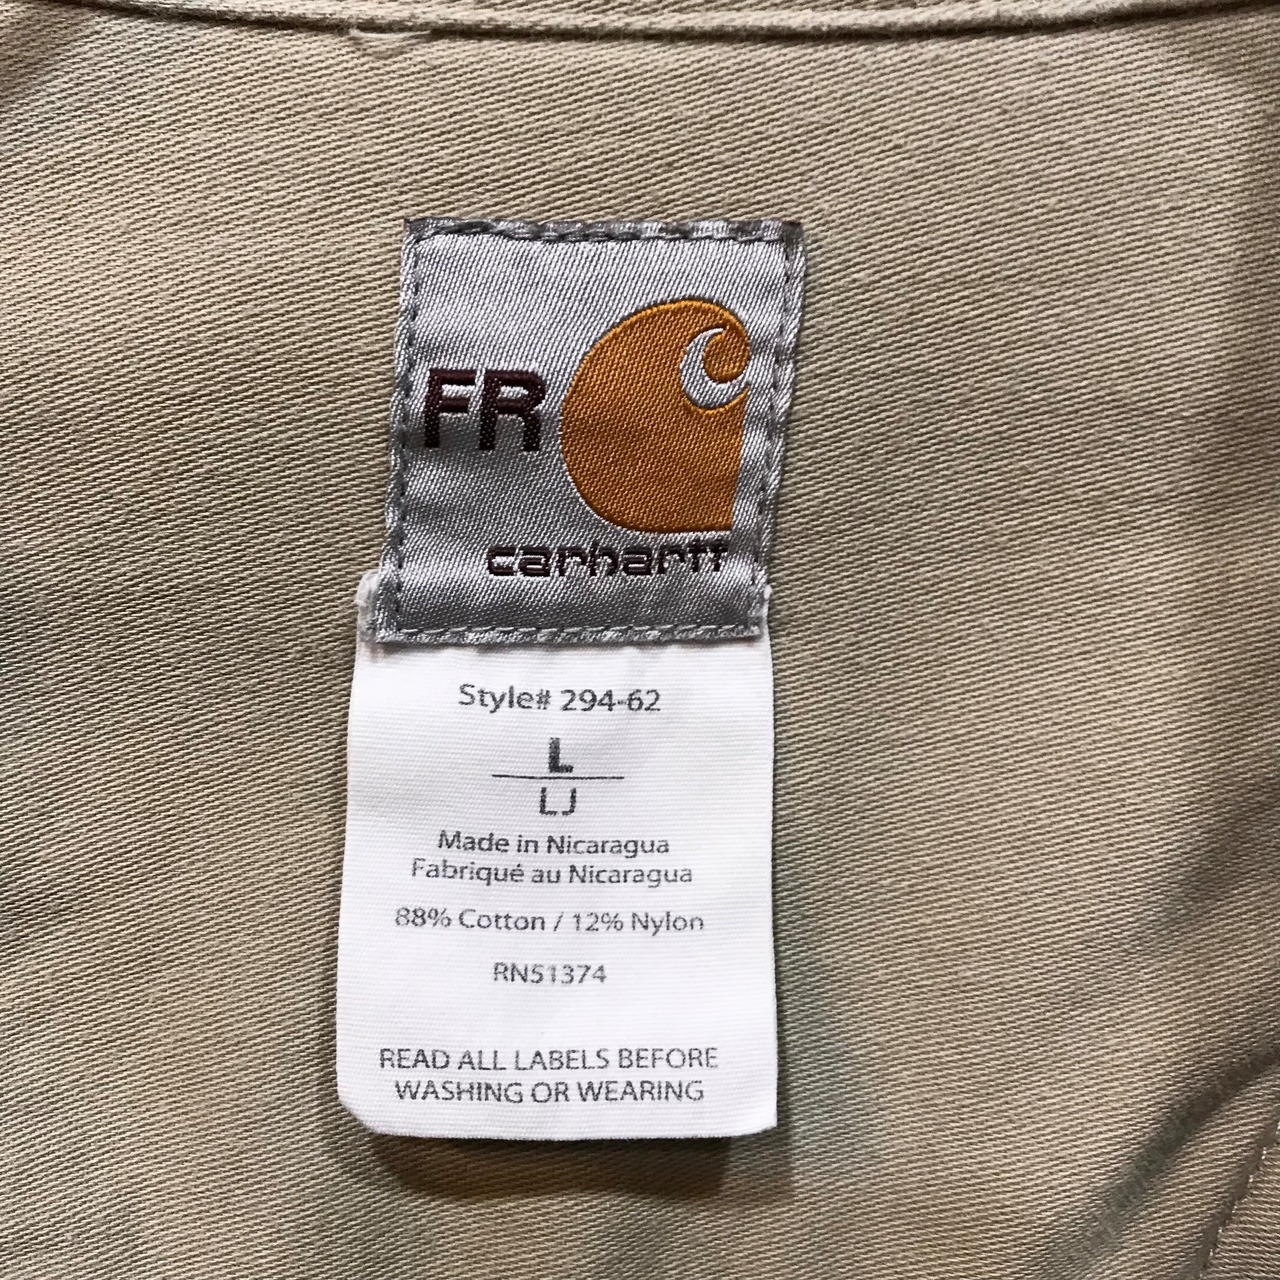 FR
carhartt
Style# 294-62
L
LJ
Made in Nicaragua
Fabriqué au Nicaragua
88% Cotton / 12% Nylon
RN51374
READ ALL LABELS BEFORE
WASHING OR WEARING